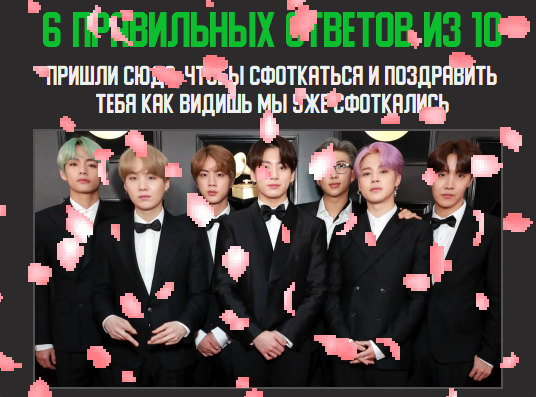 6 ПРАВИЛЬНЫХ ОТВЕТОВ ИЗ 10
ПРИШЛИ СЮДА, ЧТОБЫ СФОТКАТЬСЯ И ПОЗДРАВИТЬ
ТЕБЯ КАК ВИДИШЬ МЫ УЖЕ СФОТКАЛИСЬ